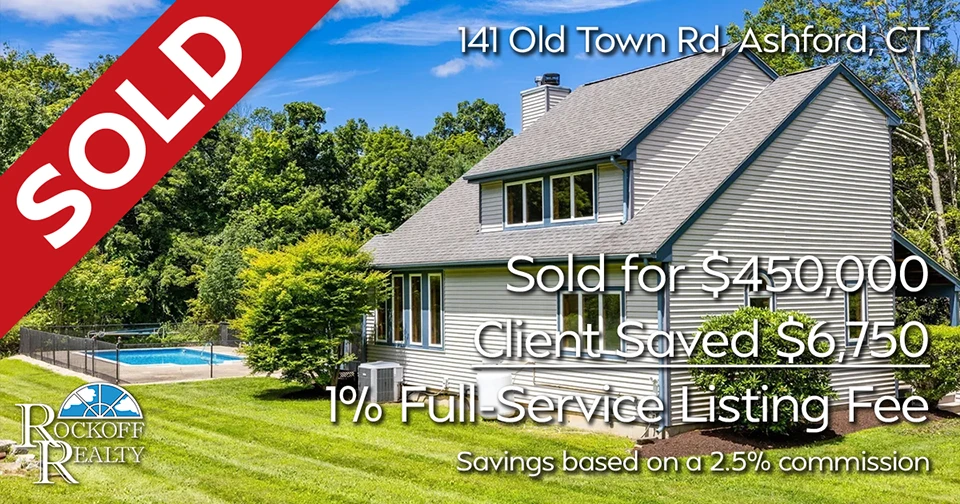 SOLD
141 Old Town Rd, Ashford, CT
Sold for $450,000
Client Saved $6,750
1% Full-Service Listing Fee
Savings based on a 2.5% commission
ROCKOFF
REALTY